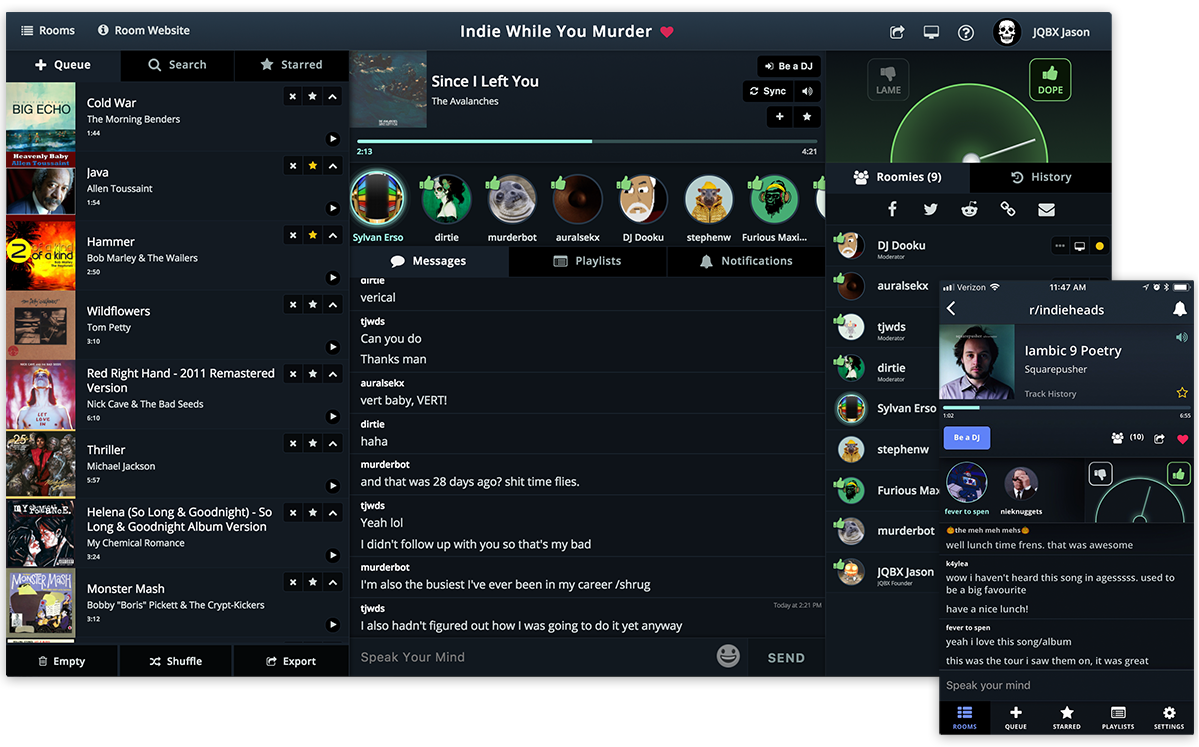 Rooms
Room Website
Indie While You Murder
JQBX Jason
Queue
Search
Starred
BIG ECHO
Cold War
The Morning Benders
1:44
Heavenly Baby
Allen Toussaint
Java
Allen Toussaint
1:54
2 of a kind
Hammer
Bob Marley & The Wailers
2:50
Wildflowers
Tom Petty
3:10
LET
LOVE
IN
Red Right Hand - 2011 Remastered
Version
Nick Cave & The Bad Seeds
6:10
25
Thriller
Michael Jackson
5:57
Helena (So Long & Goodnight) - So
Long & Goodnight Album Version
My Chemical Romance
3:24
MONSTER MASH
Monster Mash
Bobby "Boris" Pickett & The Crypt-Kickers
3:12
Empty
Shuffle
Export
Since I Left You
The Avalanches
Be a DJ
Sync
2:13
4:21
Sylvan Erso
dirtie
murderbot
auralsekx
DJ Dooku
stephenw
Furious Maxi...
Messages
Playlists
Notifications
dirtie
verical
tjwds
Can you do
Thanks man
auralsekx
vert baby, VERT!
dirtie
haha
murderbot
and that was 28 days ago? shit time flies.
tjwds
Yeah lol
I didn't follow up with you so that's my bad
murderbot
I'm also the busiest I've ever been in my career /shrug
tjwds
Today at 2:21 PM
I also hadn't figured out how I was going to do it yet anyway
Speak Your Mind
SEND
LAME
DOPE
Roomies (9)
History
DJ Dooku
Moderator
auralsekx
tjwds
Moderator
dirtie
Moderator
Sylvan Erso
stephenw
Furious Max
murderbot
JQBX Jason
JQBX Founder
Verizon
11:47 AM
r/indieheads
Iambic 9 Poetry
Squarepusher
Track History
1:02
6:55
Be a DJ
(10)
fever to spen
nieknuggets
the meh meh mehs
well lunch time frens. that was awesome
k4ylea
wow i haven't heard this song in agesssss. used to
be a big favourite
have a nice lunch!
fever to spen
yeah i love this song/album
this was the tour i saw them on, it was great
Speak your mind
ROOMS
QUEUE
STARRED
PLAYLISTS
SETTINGS